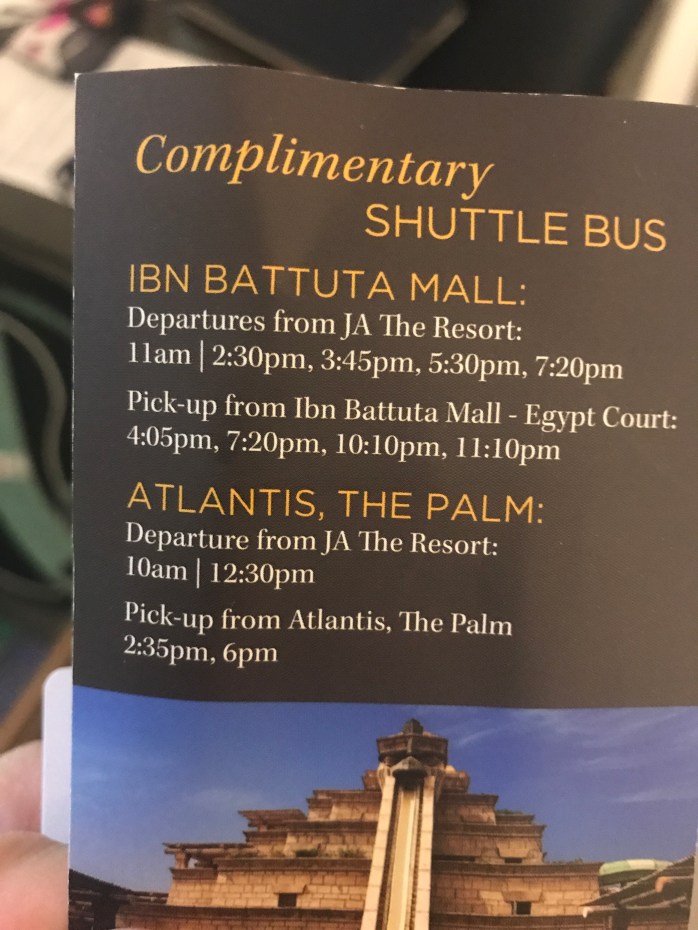 Complimentary
SHUTTLE BUS
IBN BATTUTA MALL:
Departures from JA The Resort:
11am | 2:30pm, 3:45pm, 5:30pm, 7:20pm
Pick-up from Ibn Battuta Mall - Egypt Court:
4:05pm, 7:20pm, 10:10pm, 11:10pm
ATLANTIS, THE PALM:
Departure from JA The Resort:
10am | 12:30pm
Pick-up from Atlantis, The Palm
2:35pm, 6pm